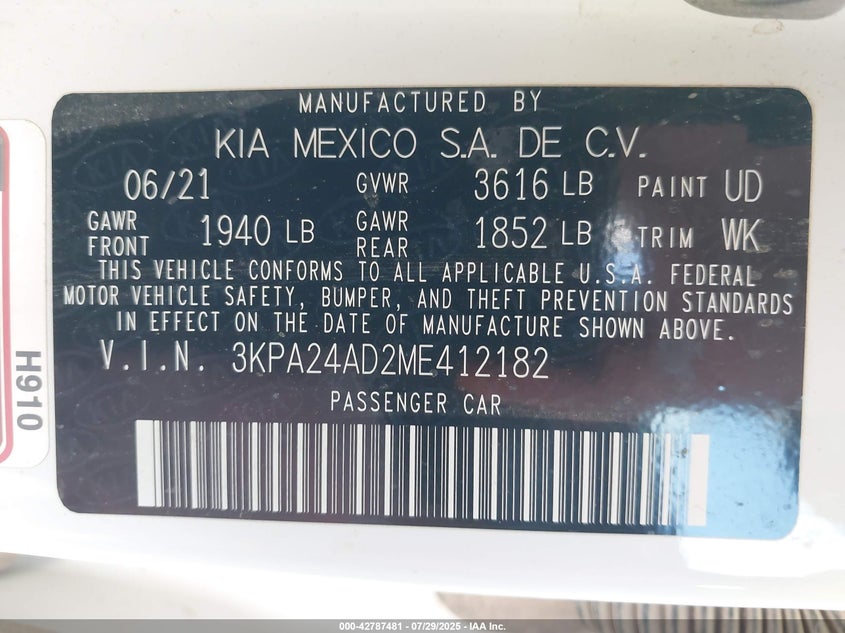 MANUFACTURED BY
KIA MEXICO S.A. DE C.V.
06/21 GVWR 3616 LB PAINT UD
GAWR FRONT 1940 LB GAWR REAR 1852 LB TRIM WK
THIS VEHICLE CONFORMS TO ALL APPLICABLE U.S.A. FEDERAL
MOTOR VEHICLE SAFETY, BUMPER, AND THEFT PREVENTION STANDARDS
IN EFFECT ON THE DATE OF MANUFACTURE SHOWN ABOVE.
V.I.N. 3KPA24AD2ME412182
PASSENGER CAR
H910
000-42787481 - 07/29/2025 - IAA Inc.